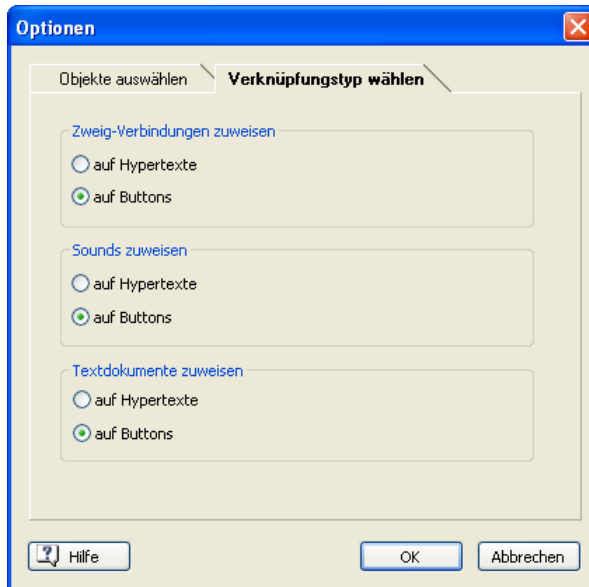 Optionen
Objekte auswählen Verknüpfungstyp wählen
Zweig-Verbindungen zuweisen
auf Hypertexte
auf Buttons
Sounds zuweisen
auf Hypertexte
auf Buttons
Textdokumente zuweisen
auf Hypertexte
auf Buttons
Hilfe OK Abbrechen